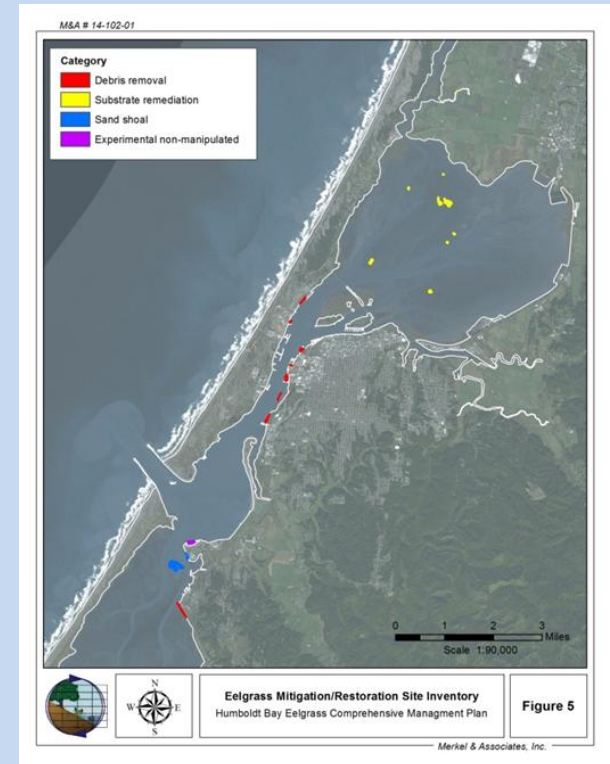 M&A # 14-102-01
Category
Debris removal
Substrate remediation
Sand shoal
Experimental non-manipulated
0 1 2 3
Miles
Scale 1:90,000
N
W E
S
Eelgrass Mitigation/Restoration Site Inventory
Humboldt Bay Eelgrass Comprehensive Managment Plan
Figure 5
Merkel & Associates, Inc.